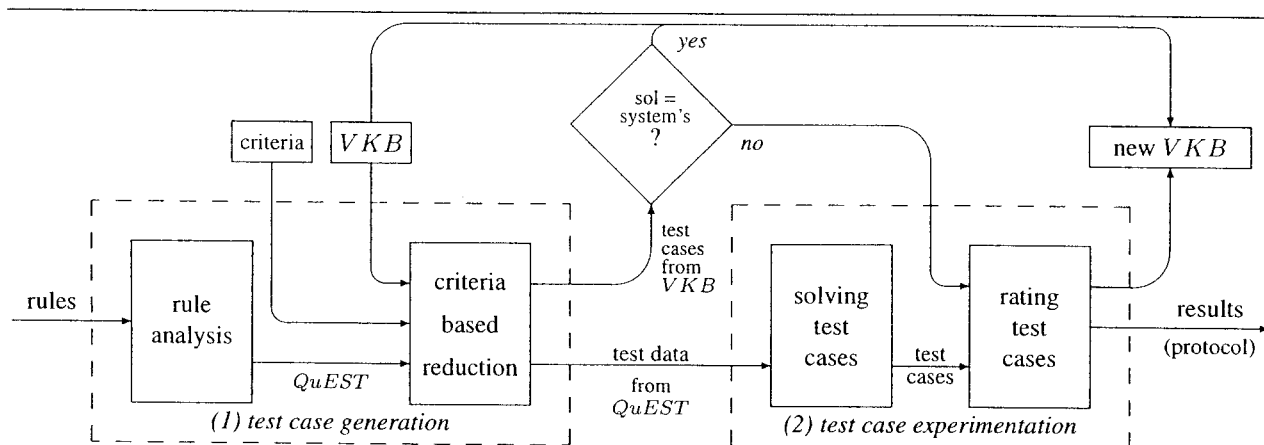 yes
sol =
system's
?
no
criteria
VKB
new VKB
test
cases
from
VKB
rules
rule
analysis
criteria
based
reduction
solving
test
cases
rating
test
cases
results
(protocol)
QuEST
test data
from
QuEST
test
cases
(1) test case generation
(2) test case experimentation